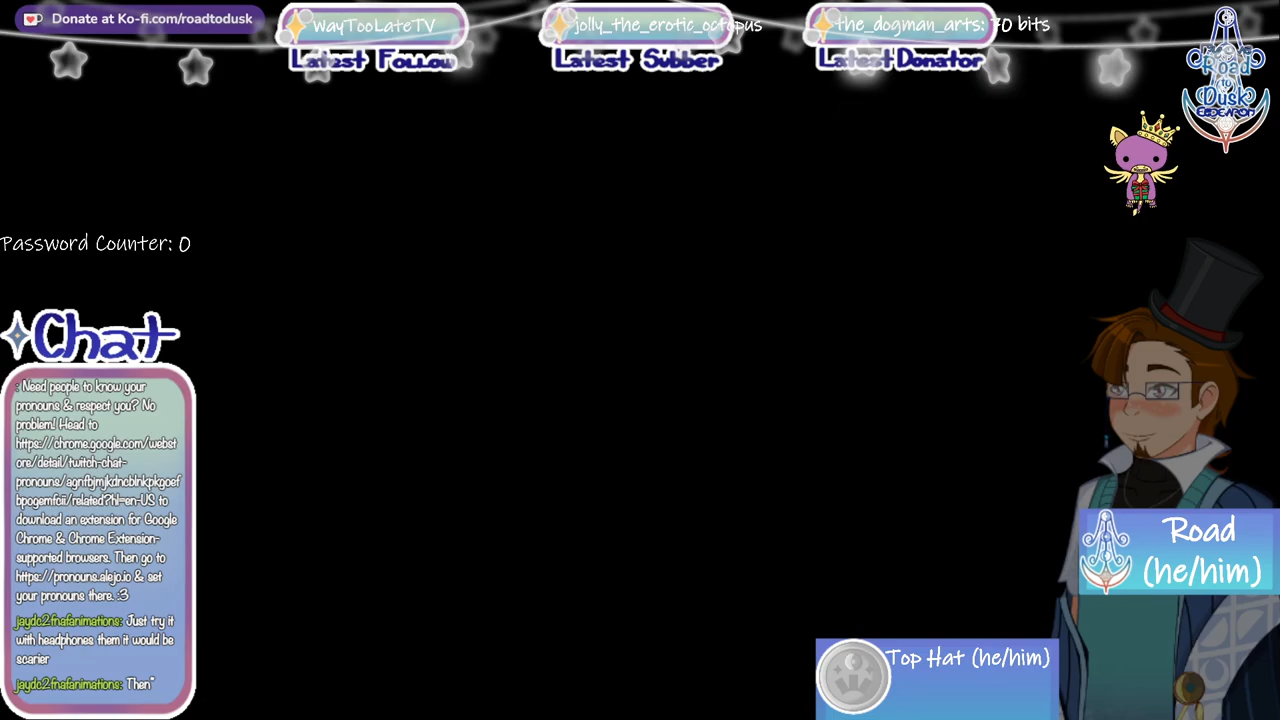 Donate at Ko-fi.com/roadtodusk
wayTooLateTV
Latest Follow
jolly_the_erotic_octopus
Latest Subber
the_dogman_arts: 70 bits
Latest Donator
Road
to
Dusk
Password Counter: 0
Chat
: Need people to know your
pronouns & respect you? No
problem! Head to
https://chrome.google.com/webst
ore/detail/twitch-chat-
pronouns/agnfbjmjkdncblnkpkgoef
bpogemfcii/related?hl=en-US to
download an extension for Google
Chrome & Chrome Extension-
supported browsers. Then go to
https://pronouns.alejo.io & set
your pronouns there. :3
jaydc2fnafanimations: Just try it
with headphones them it would be
scarier
jaydc2fnafanimations: Then*
Road
(he/him)
Top Hat (he/him)